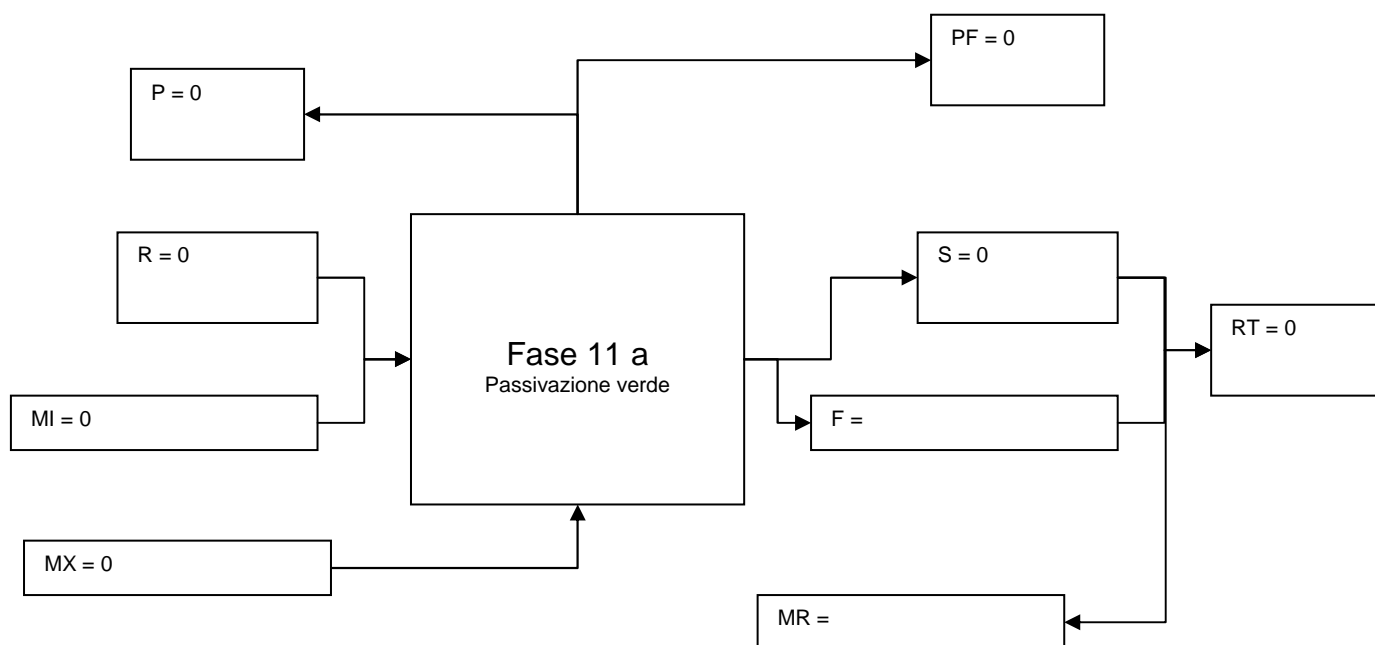 PF = 0
P = 0
R = 0
S = 0
RT = 0
Fase 11 a
Passivazione verde
MI = 0
F =
MX = 0
MR =